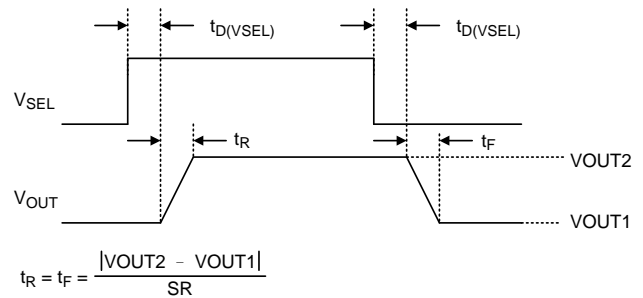 tD(VSEL) tD(VSEL)
VSEL
tR tF
VOUT2
VOUT
VOUT1
tR = tF = |VOUT2 - VOUT1| / SR